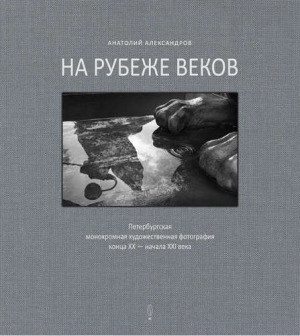 АНАТОЛИЙ АЛЕКСАНДРОВ
НА РУБЕЖЕ ВЕКОВ
Петербургская
монохромная художественная фотография
конца XX — начала XXI века